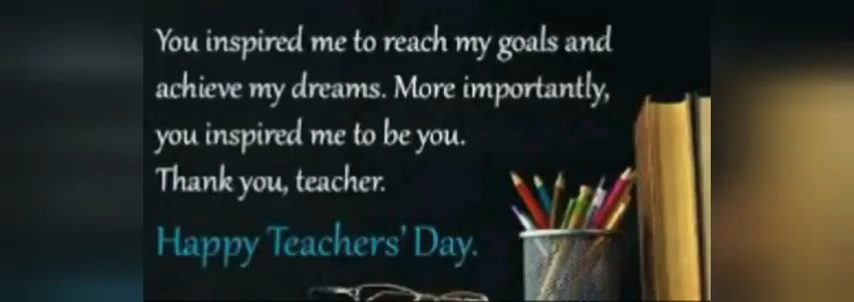 You inspired me to reach my goals and
achieve my dreams. More importantly,
you inspired me to be you.
Thank you, teacher.
Happy Teachers' Day.